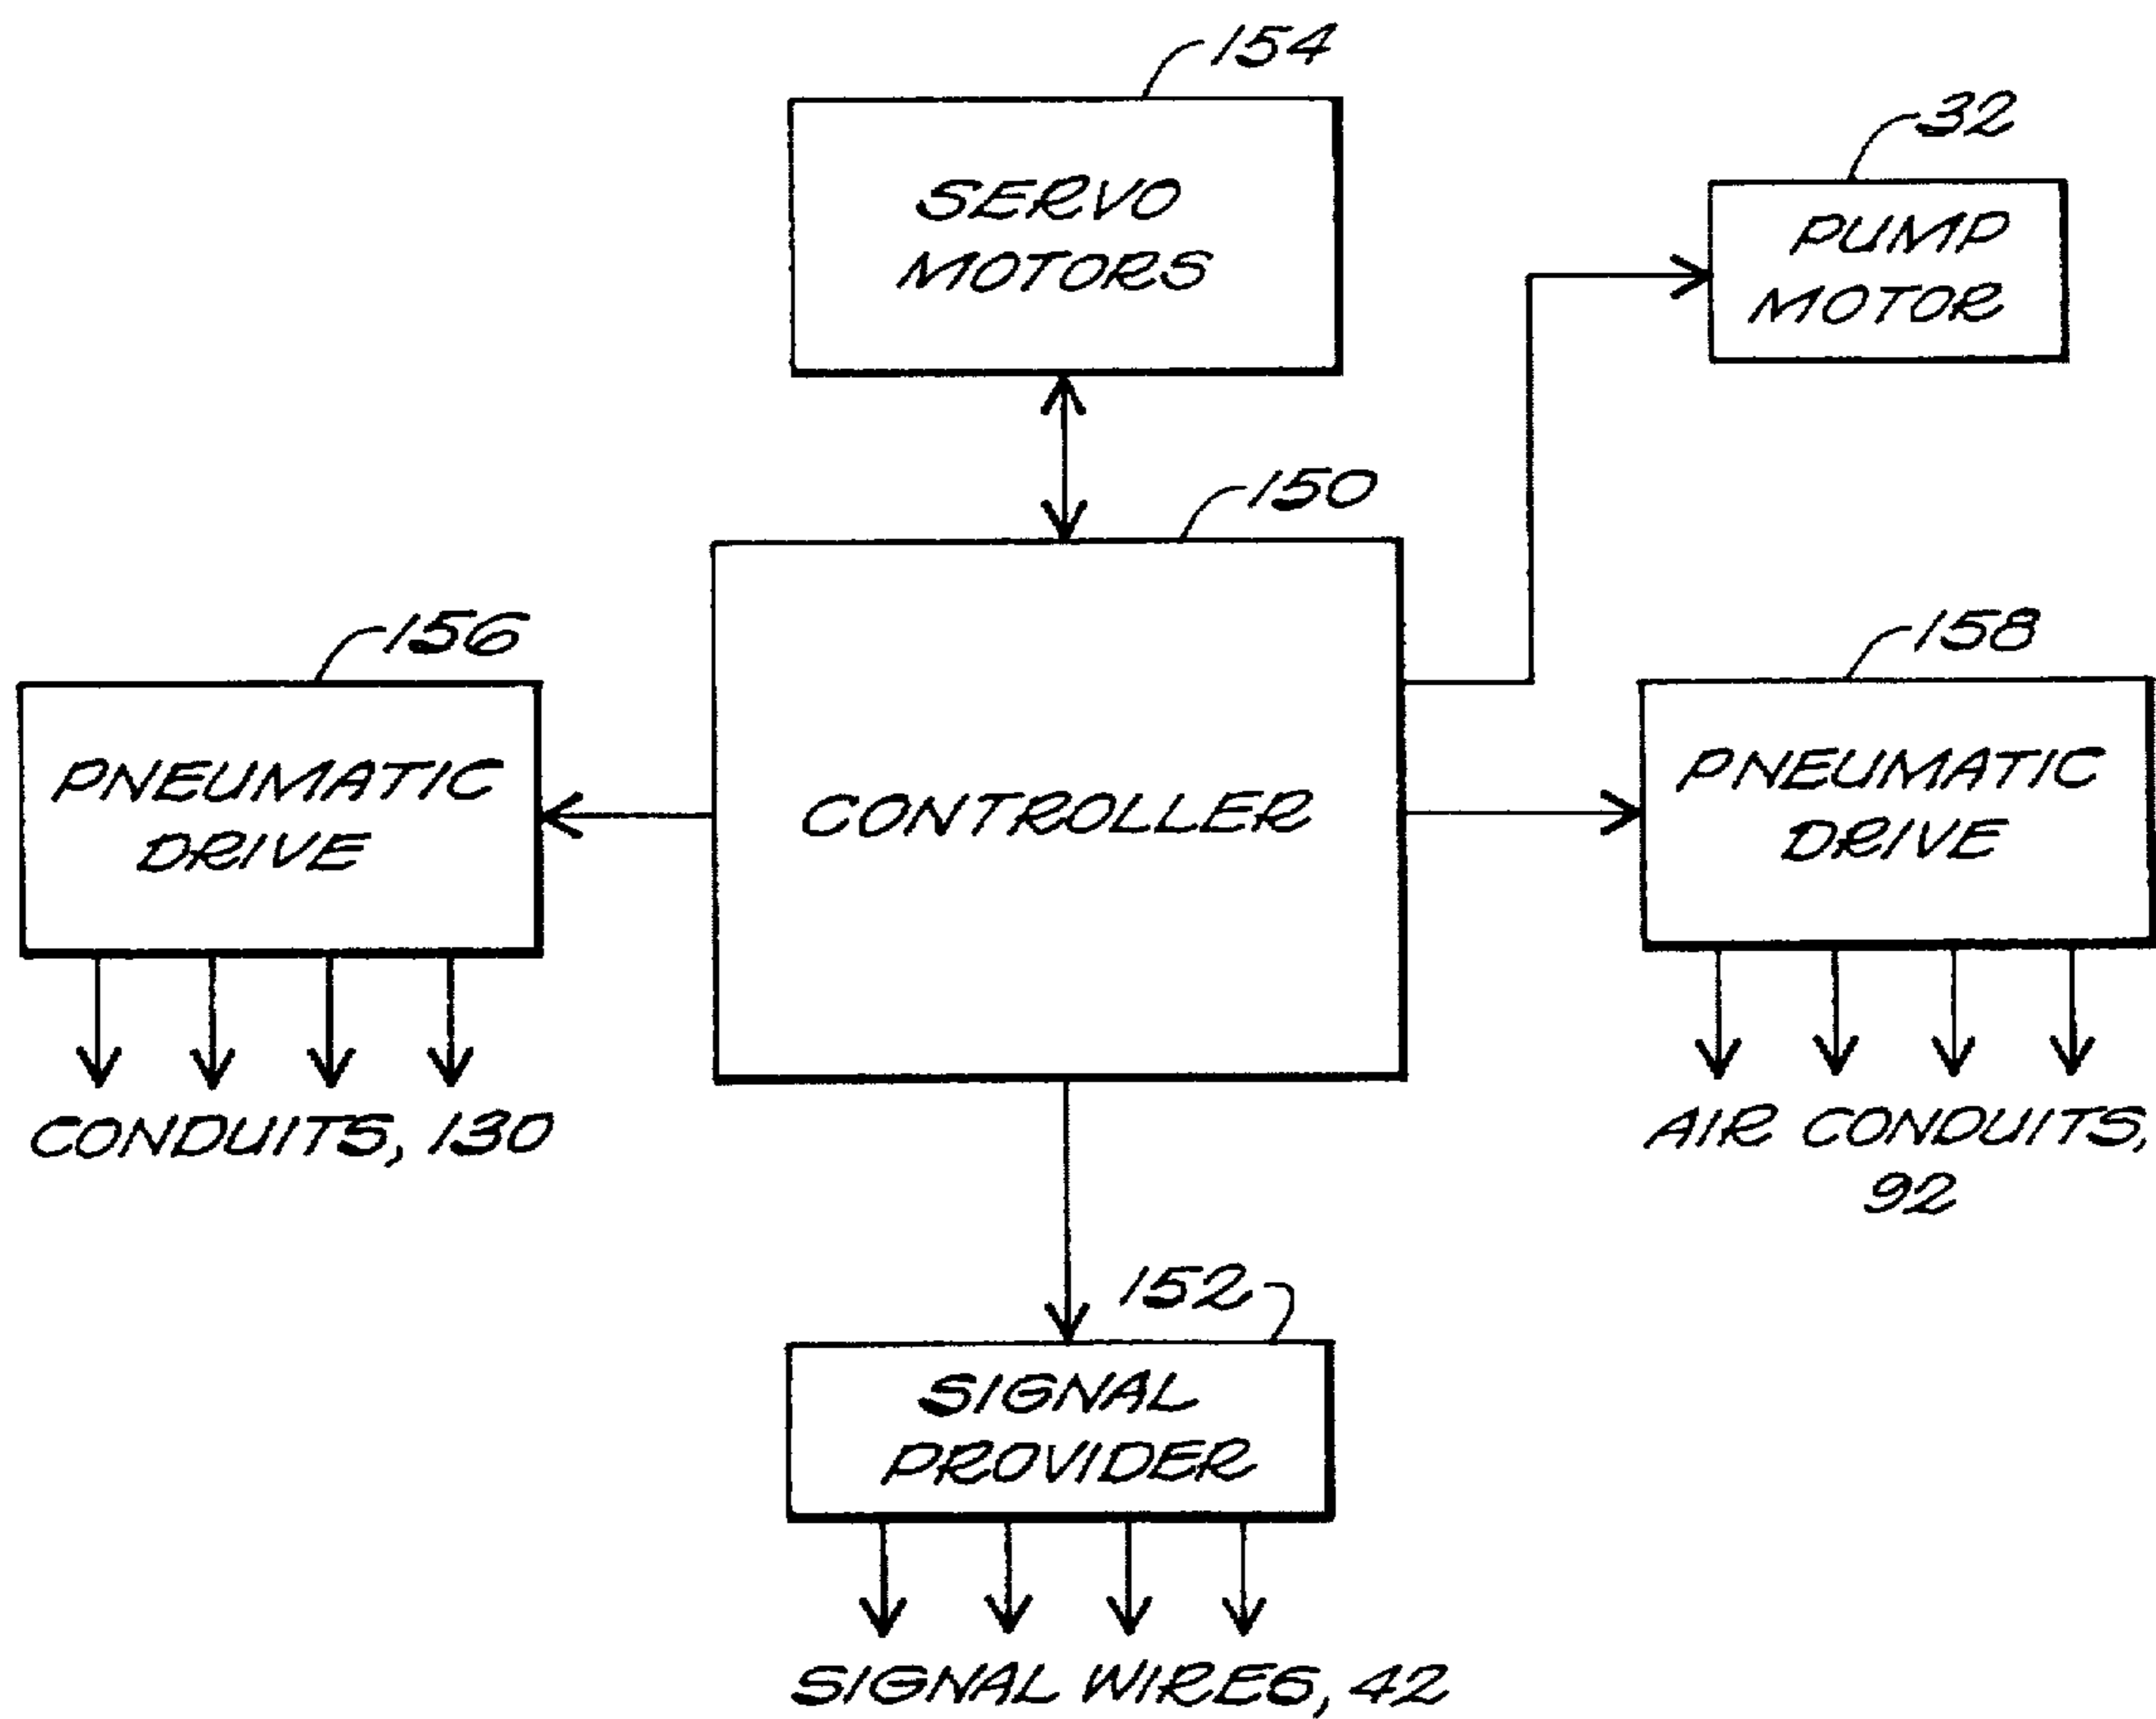 154
SERVO
MOTORS
32
PUMP
MOTOR
150
CONTROLLER
156
PNEUMATIC
DRIVE
158
PNEUMATIC
DRIVE
CONDUITS, 130
AIR CONDUITS,
92
152
SIGNAL
PROVIDER
SIGNAL WIRES, 42